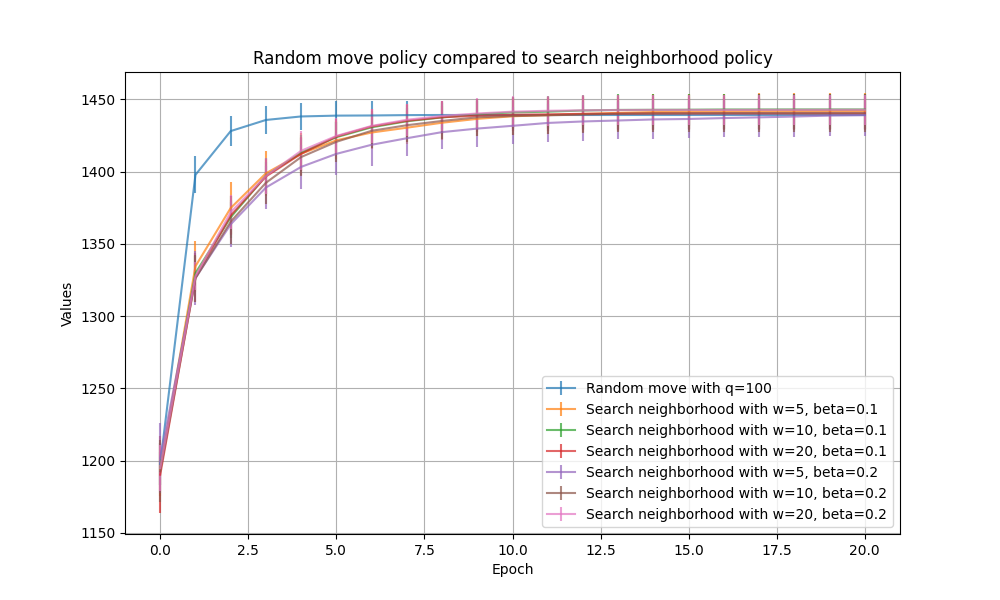 Random move policy compared to search neighborhood policy
1450
1400
1350
1300
1250
1200
1150
Values
0.0 2.5 5.0 7.5 10.0 12.5 15.0 17.5 20.0
Epoch
Random move with q=100
Search neighborhood with w=5, beta=0.1
Search neighborhood with w=10, beta=0.1
Search neighborhood with w=20, beta=0.1
Search neighborhood with w=5, beta=0.2
Search neighborhood with w=10, beta=0.2
Search neighborhood with w=20, beta=0.2